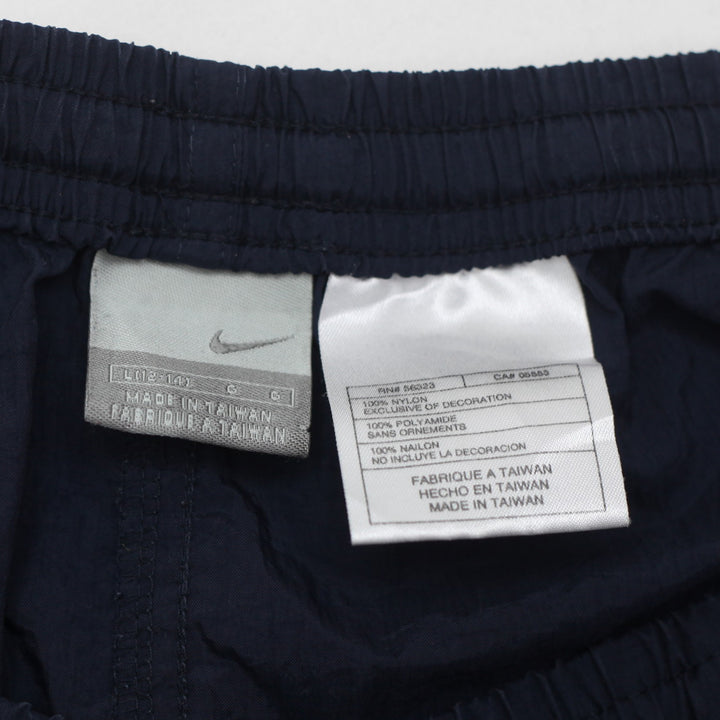 L(12-14) G G
MADE IN TAIWAN
FABRIQUE A TAIWAN
RN# 56323 CA# 05553
100% NYLON
EXCLUSIVE OF DECORATION
100% POLYAMIDE
SANS ORNEMENTS
100% NAILON
NO INCLUYE LA DECORACION
FABRIQUE A TAIWAN
HECHO EN TAIWAN
MADE IN TAIWAN